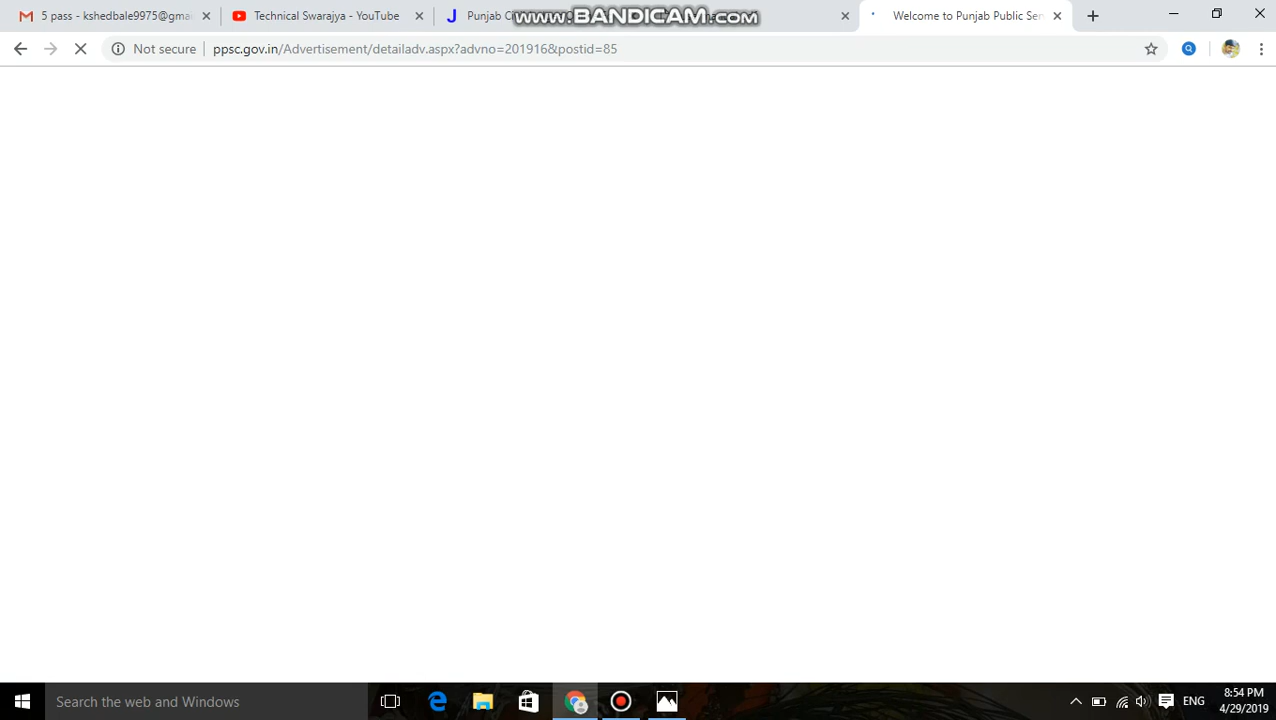 5 pass - kshedbale9975@gmai
Technical Swarajya - YouTube
Punjab C
www.BANDICAM.com
Welcome to Punjab Public Ser
Not secure
ppsc.gov.in/Advertisement/detailadv.aspx?advno=201916&postid=85
Search the web and Windows
ENG
8:54 PM
4/29/2019